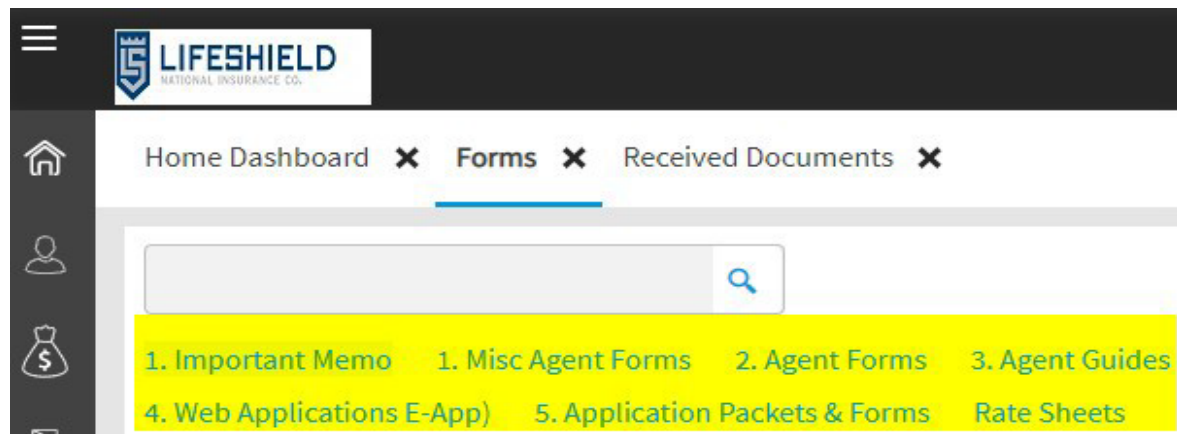 LIFESHIELD
NATIONAL INSURANCE CO.
Home Dashboard Forms Received Documents
1. Important Memo 1. Misc Agent Forms 2. Agent Forms 3. Agent Guides
4. Web Applications E-App) 5. Application Packets & Forms Rate Sheets